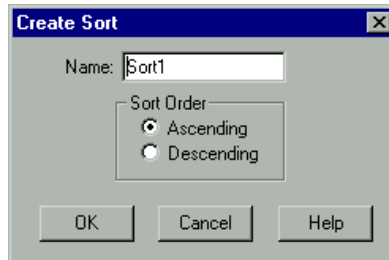 Create Sort
Name: Sort1
Sort Order
Ascending
Descending
OK Cancel Help